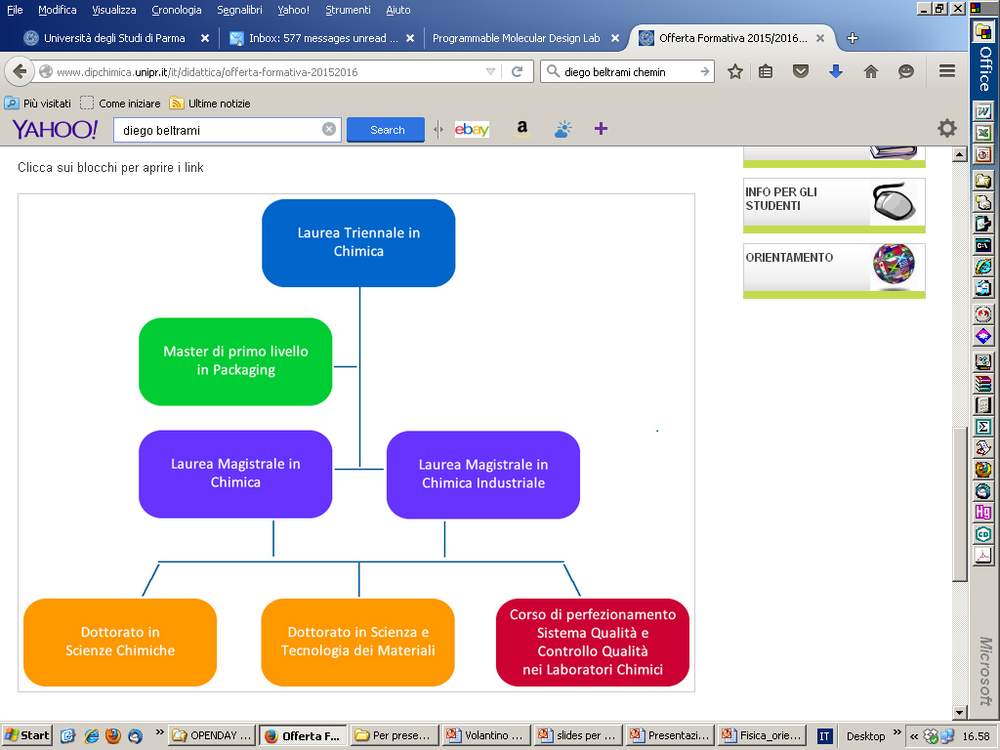 File Modifica Visualizza Cronologia Segnalibri Yahoo! Strumenti Aiuto
Università degli Studi di Parma
Inbox: 577 messages unread ...
Programmable Molecular Design Lab
Offerta Formativa 2015/2016...
www.dipchimica.unipr.it/it/didattica/offerta-formativa-20152016
diego beltrami chemin
Più visitati Come iniziare Ultime notizie
YAHOO! diego beltrami Search ebay a
Clicca sui blocchi per aprire i link
INFO PER GLI
STUDENTI
ORIENTAMENTO
Laurea Triennale in
Chimica
Master di primo livello
in Packaging
Laurea Magistrale in
Chimica
Laurea Magistrale in
Chimica Industriale
Dottorato in
Scienze Chimiche
Dottorato in Scienza e
Tecnologia dei Materiali
Corso di perfezionamento
Sistema Qualità e
Controllo Qualità
nei Laboratori Chimici
Office
Hg
CD
Microsoft
Start
OPENDAY ...
Offerta F...
Per prese...
Volantino ...
slides per ...
Presentazi...
Fisica_orie...
IT
Desktop
16.58